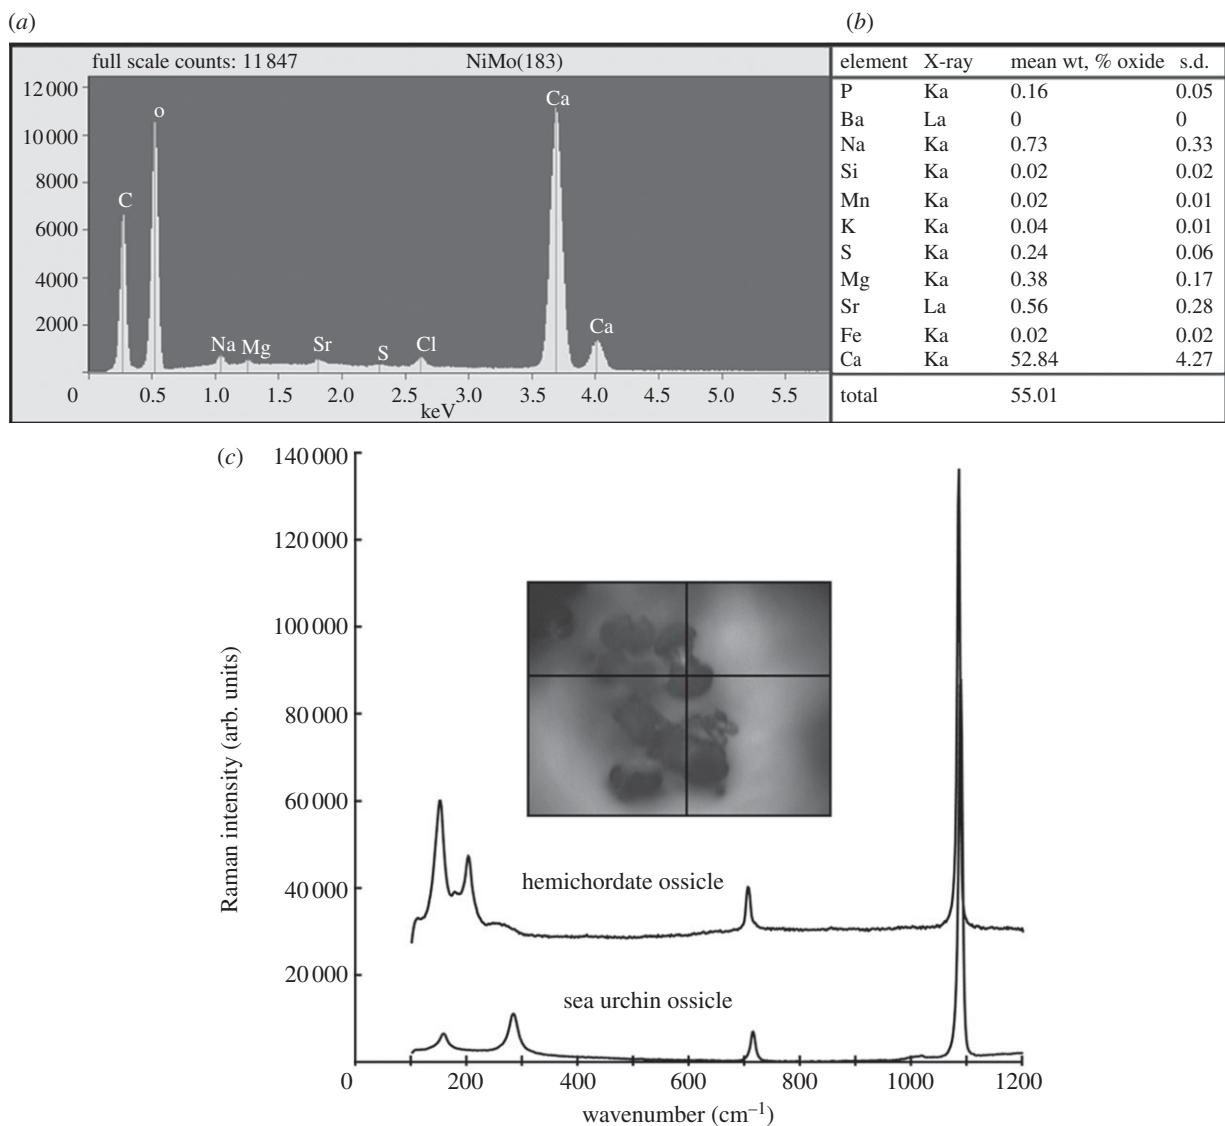 (a)
full scale counts: 11 847 NiMo(183)
12 000
10 000
8000
6000
4000
2000
C
o
Na
Mg
Sr
S
Cl
Ca
Ca
0 0.5 1.0 1.5 2.0 2.5 3.0 3.5 4.0 4.5 5.0 5.5
keV
(b)
element X-ray mean wt, % oxide s.d.
P Ka 0.16 0.05
Ba La 0 0
Na Ka 0.73 0.33
Si Ka 0.02 0.02
Mn Ka 0.02 0.01
K Ka 0.04 0.01
S Ka 0.24 0.06
Mg Ka 0.38 0.17
Sr La 0.56 0.28
Fe Ka 0.02 0.02
Ca Ka 52.84 4.27
total 55.01
(c)
140 000
120 000
100 000
80 000
60 000
40 000
20 000
Raman intensity (arb. units)
hemichordate ossicle
sea urchin ossicle
0 200 400 600 800 1000 1200
wavenumber (cm⁻¹)